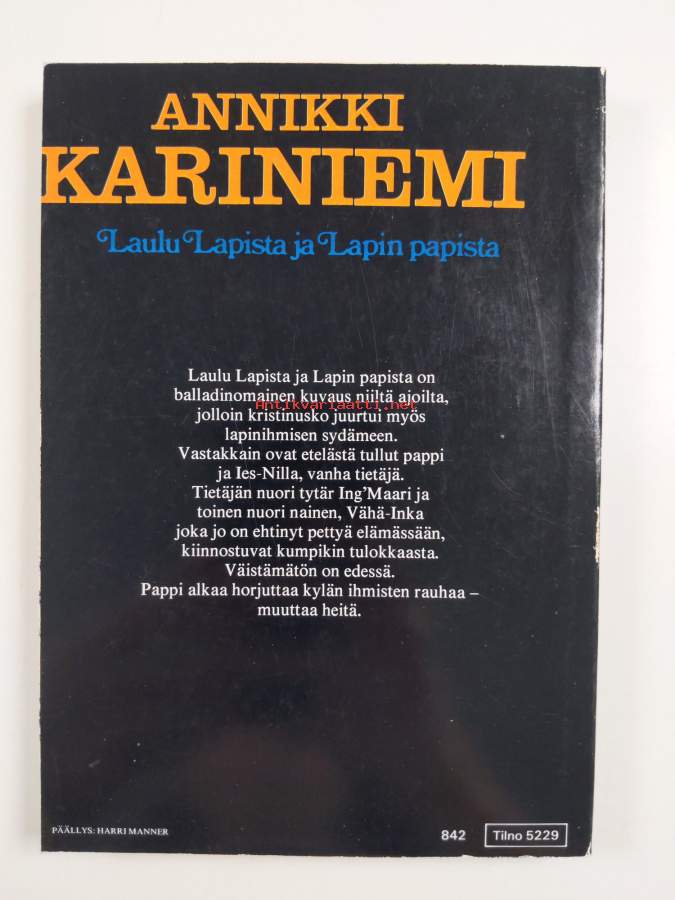 ANNIKKI
KARINIEMI
Laulu Lapista ja Lapin papista
Laulu Lapista ja Lapin papista on
balladinomainen kuvaus niiltä ajoilta,
Antikvariaatti.net
jolloin kristinusko juurtui myös
lapinihmisen sydämeen.
Vastakkain ovat etelästä tullut pappi
ja Ies-Nilla, vanha tietäjä.
Tietäjän nuori tytär Ing'Maari ja
toinen nuori nainen, Vähä-Inka
joka jo on ehtinyt pettyä elämässään,
kiinnostuvat kumpikin tulokkaasta.
Väistämätön on edessä.
Pappi alkaa horjuttaa kylän ihmisten rauhaa –
muuttaa heitä.
PÄÄLLYS: HARRI MANNER
842 Tilno 5229